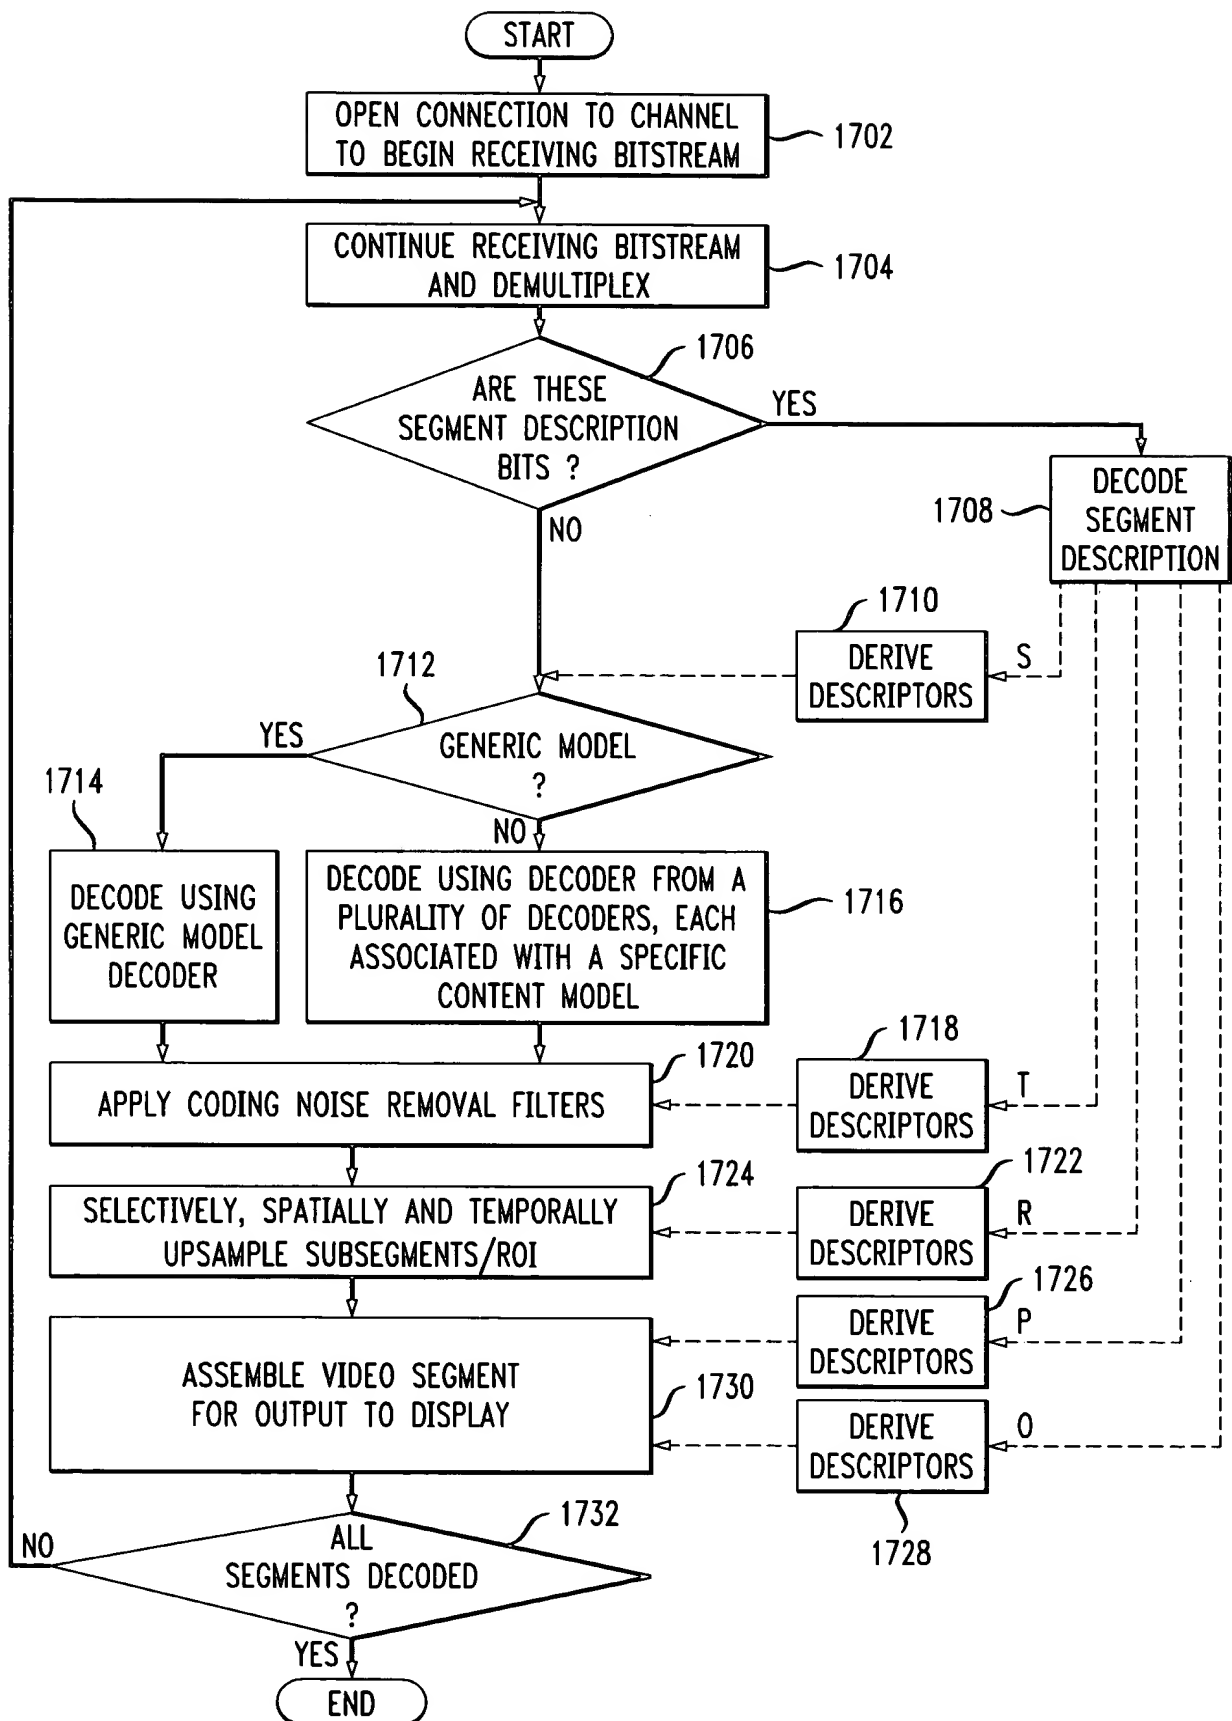 START
OPEN CONNECTION TO CHANNEL
TO BEGIN RECEIVING BITSTREAM
1702
CONTINUE RECEIVING BITSTREAM
AND DEMULTIPLEX
1704
1706
ARE THESE
SEGMENT DESCRIPTION
BITS ?
YES
NO
1708
DECODE
SEGMENT
DESCRIPTION
1710
DERIVE
DESCRIPTORS
S
1712
GENERIC MODEL
?
YES
NO
1714
DECODE USING
GENERIC MODEL
DECODER
DECODE USING DECODER FROM A
PLURALITY OF DECODERS, EACH
ASSOCIATED WITH A SPECIFIC
CONTENT MODEL
1716
1718
DERIVE
DESCRIPTORS
T
1720
APPLY CODING NOISE REMOVAL FILTERS
1722
DERIVE
DESCRIPTORS
R
1724
SELECTIVELY, SPATIALLY AND TEMPORALLY
UPSAMPLE SUBSEGMENTS/ROI
1726
DERIVE
DESCRIPTORS
P
ASSEMBLE VIDEO SEGMENT
FOR OUTPUT TO DISPLAY
1730
DERIVE
DESCRIPTORS
O
1728
1732
ALL
SEGMENTS DECODED
?
NO
YES
END